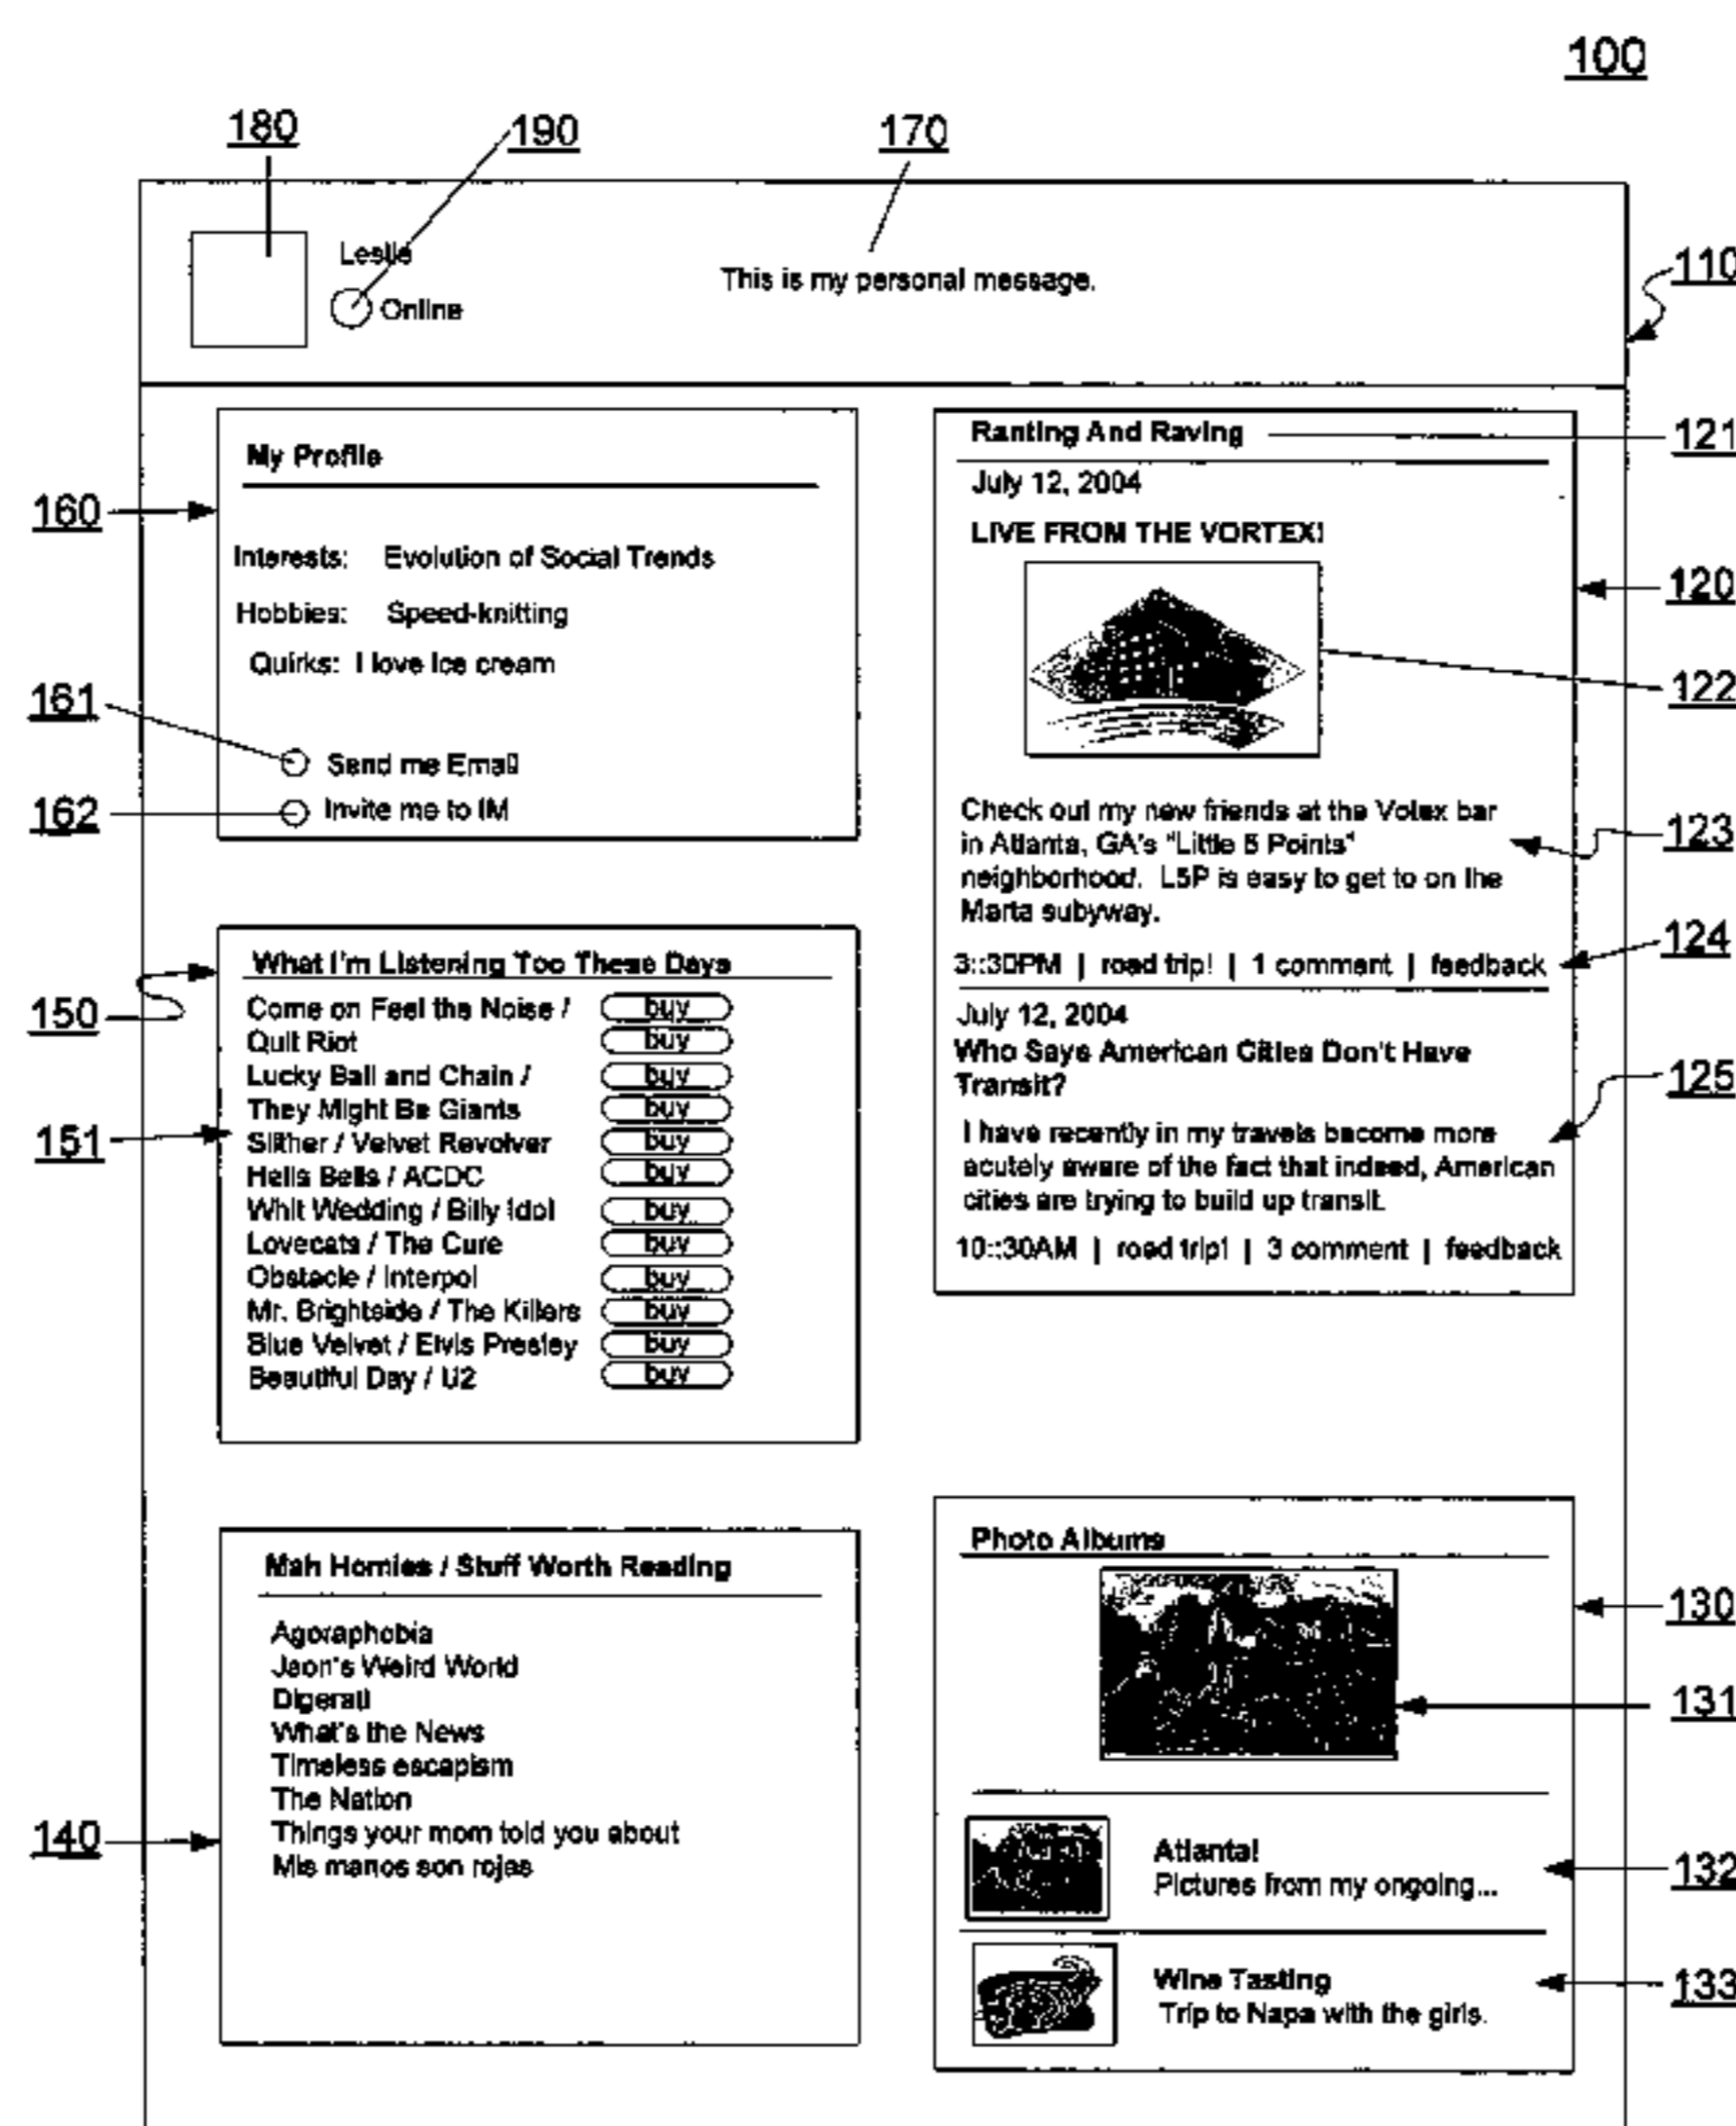 100
180
190
170
Leslie
Online
This is my personal message.
110
My Profile
160
Interests: Evolution of Social Trends
Hobbies: Speed-knitting
Quirks: I love ice cream
161
Send me Email
162
Invite me to IM
Ranting And Raving
121
July 12, 2004
LIVE FROM THE VORTEX!
120
122
Check out my new friends at the Votex bar
in Atlanta, GA's "Little 5 Points"
neighborhood. L5P is easy to get to on the
Marta subyway.
123
3::30PM | road trip! | 1 comment | feedback
124
July 12, 2004
Who Says American Cities Don't Have
Transit?
125
I have recently in my travels become more
acutely aware of the fact that indeed, American
cities are trying to build up transit.
10::30AM | road trip! | 3 comment | feedback
What I'm Listening Too These Days
150
Come on Feel the Noise / buy
Quit Riot buy
Lucky Ball and Chain / buy
They Might Be Giants buy
151
Slither / Velvet Revolver buy
Hells Bells / ACDC buy
Whit Wedding / Billy Idol buy
Lovecats / The Cure buy
Obstacle / Interpol buy
Mr. Brightside / The Killers buy
Blue Velvet / Elvis Presley buy
Beautiful Day / U2 buy
Mah Homies / Stuff Worth Reading
Agoraphobia
Jaon's Weird World
Digerati
What's the News
Timeless escapism
The Nation
Things your mom told you about
Mis manos son rojas
140
Photo Albums
130
131
Atlanta!
Pictures from my ongoing...
132
Wine Tasting
Trip to Napa with the girls.
133